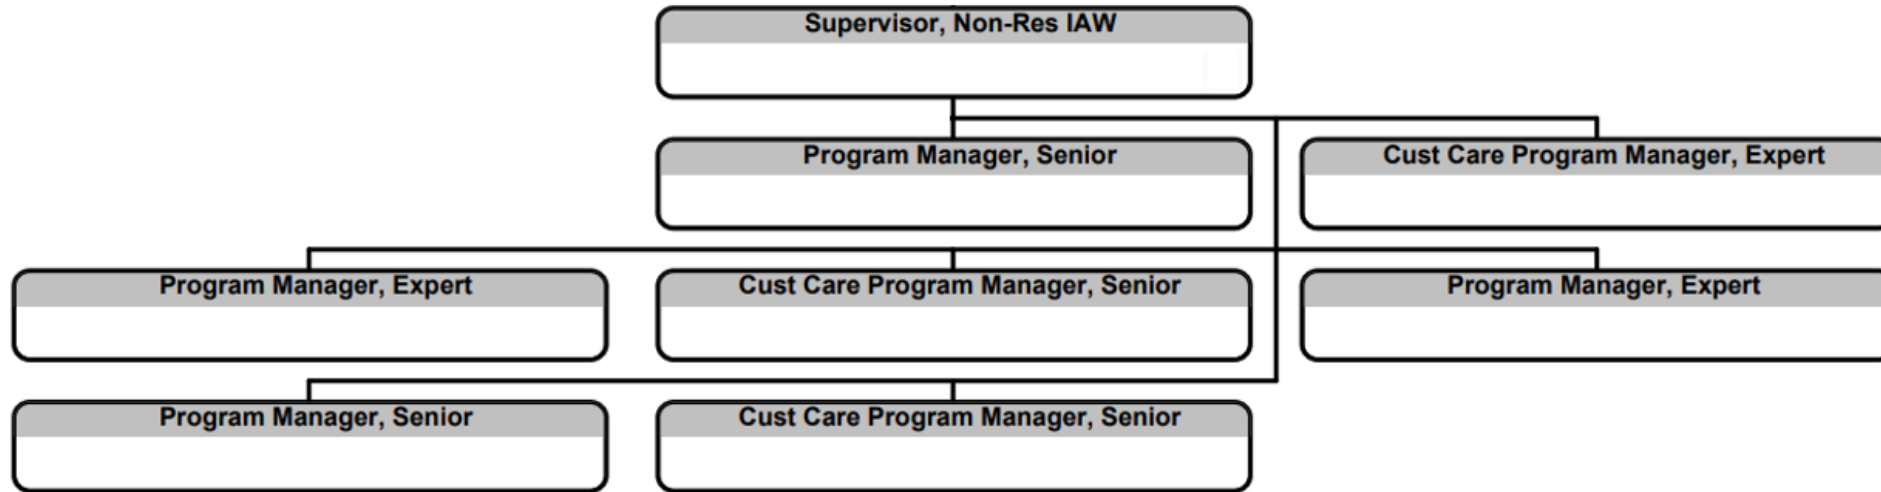 Supervisor, Non-Res IAW
Program Manager, Senior
Cust Care Program Manager, Expert
Program Manager, Expert
Cust Care Program Manager, Senior
Program Manager, Expert
Program Manager, Senior
Cust Care Program Manager, Senior